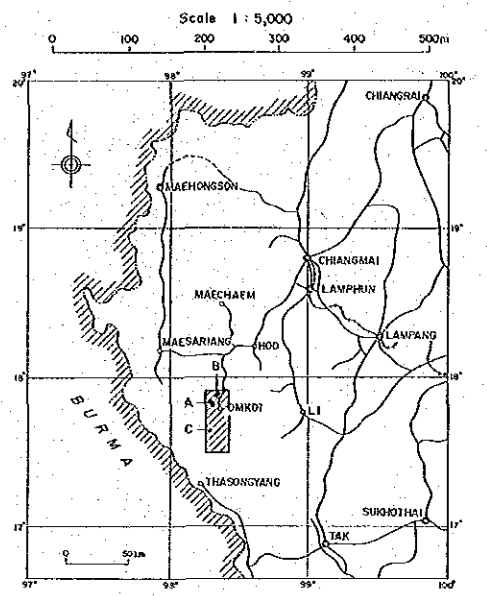 Scale 1 : 5,000
0 100 200 300 400 500m
97° 98° 99° 100°
20° 20°
CHIANGRAI
MAEHONGSON
19° 19°
CHIANGMAI
LAMPHUN
MAECHAEM
LAMPANG
MAESARIANG
HOD
B
18° 18°
A
OMKOI
LI
C
BURMA
THASONGYANG
SUKHOTHAI
17° 17°
TAK
0 50km
97° 98° 99° 100°